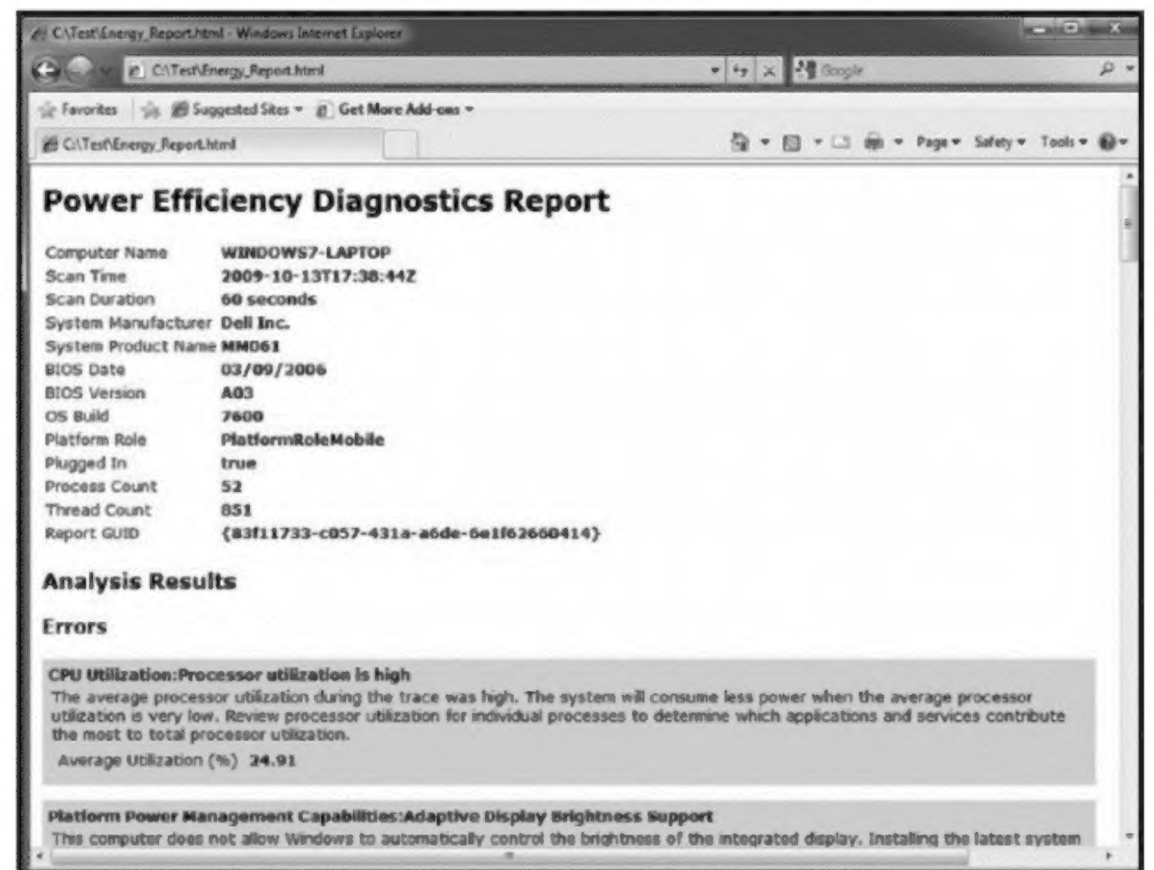 C:\Test\Energy_Report.html - Windows Internet Explorer
C:\Test\Energy_Report.html
Google
Favorites Suggested Sites Get More Add-ons
C:\Test\Energy_Report.html Page Safety Tools
Power Efficiency Diagnostics Report
Computer Name WINDOWS7-LAPTOP
Scan Time 2009-10-13T17:38:44Z
Scan Duration 60 seconds
System Manufacturer Dell Inc.
System Product Name MM061
BIOS Date 03/09/2006
BIOS Version A03
OS Build 7600
Platform Role PlatformRoleMobile
Plugged In true
Process Count 52
Thread Count 851
Report GUID {83f11733-c057-431a-a6de-6e1f62660414}
Analysis Results
Errors
CPU Utilization:Processor utilization is high
The average processor utilization during the trace was high. The system will consume less power when the average processor
utilization is very low. Review processor utilization for individual processes to determine which applications and services contribute
the most to total processor utilization.
Average Utilization (%) 24.91
Platform Power Management Capabilities:Adaptive Display Brightness Support
This computer does not allow Windows to automatically control the brightness of the integrated display. Installing the latest system